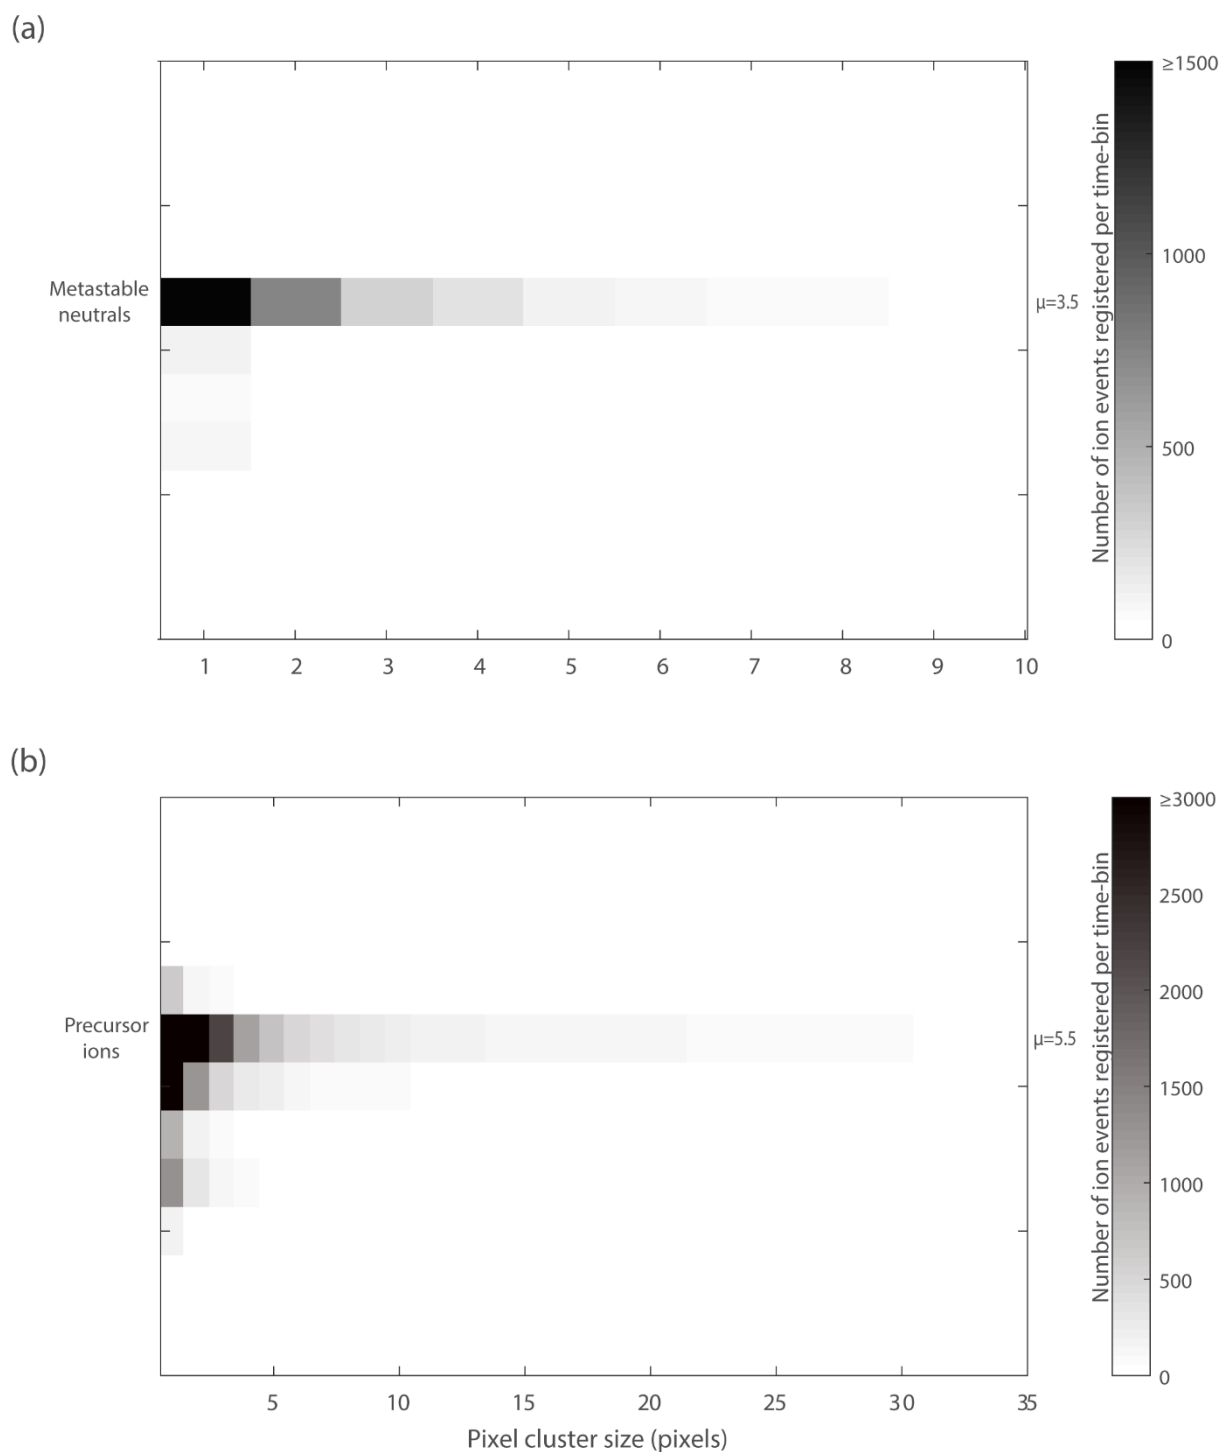 (a)
≥1500
1000
500
0
Number of ion events registered per time-bin
Metastable
neutrals
μ=3.5
1 2 3 4 5 6 7 8 9 10
(b)
≥3000
2500
2000
1500
1000
500
0
Number of ion events registered per time-bin
Precursor
ions
μ=5.5
5 10 15 20 25 30 35
Pixel cluster size (pixels)